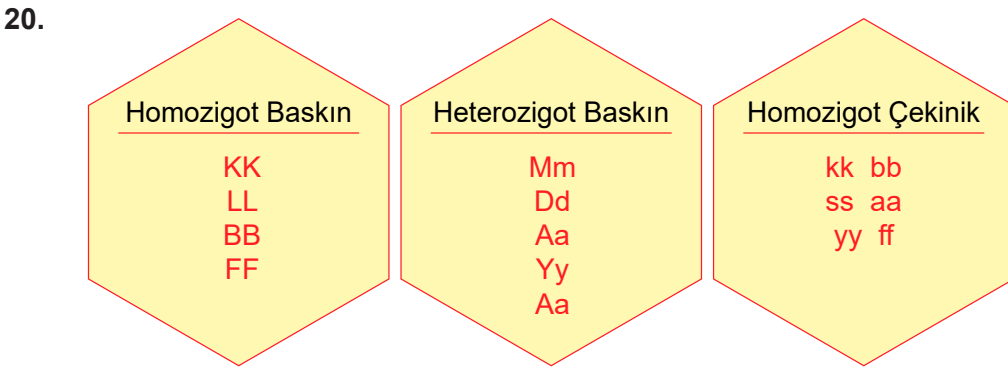 20.
Homozigot Baskın
KK
LL
BB
FF
Heterozigot Baskın
Mm
Dd
Aa
Yy
Aa
Homozigot Çekinik
kk bb
ss aa
yy ff